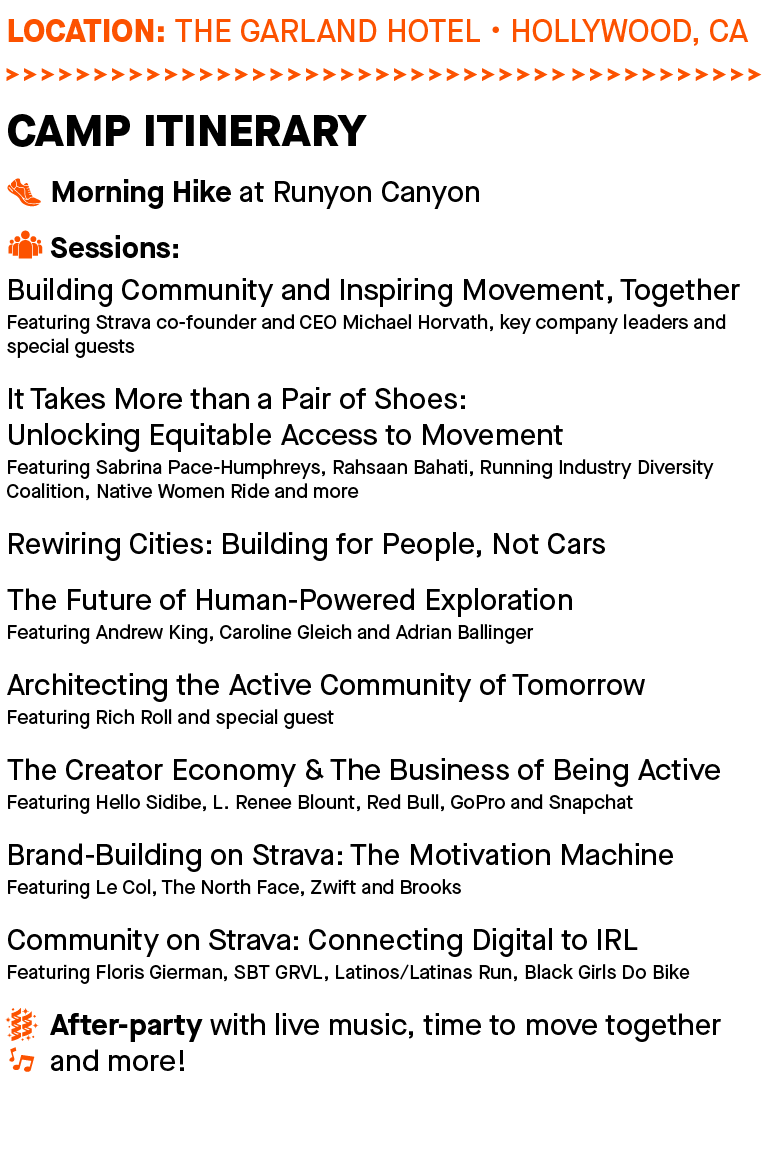 LOCATION: THE GARLAND HOTEL • HOLLYWOOD, CA
CAMP ITINERARY
Morning Hike at Runyon Canyon
Sessions:
Building Community and Inspiring Movement, Together
Featuring Strava co-founder and CEO Michael Horvath, key company leaders and
special guests
It Takes More than a Pair of Shoes:
Unlocking Equitable Access to Movement
Featuring Sabrina Pace-Humphreys, Rahsaan Bahati, Running Industry Diversity
Coalition, Native Women Ride and more
Rewiring Cities: Building for People, Not Cars
The Future of Human-Powered Exploration
Featuring Andrew King, Caroline Gleich and Adrian Ballinger
Architecting the Active Community of Tomorrow
Featuring Rich Roll and special guest
The Creator Economy & The Business of Being Active
Featuring Hello Sidibe, L. Renee Blount, Red Bull, GoPro and Snapchat
Brand-Building on Strava: The Motivation Machine
Featuring Le Col, The North Face, Zwift and Brooks
Community on Strava: Connecting Digital to IRL
Featuring Floris Gierman, SBT GRVL, Latinos/Latinas Run, Black Girls Do Bike
After-party with live music, time to move together
and more!